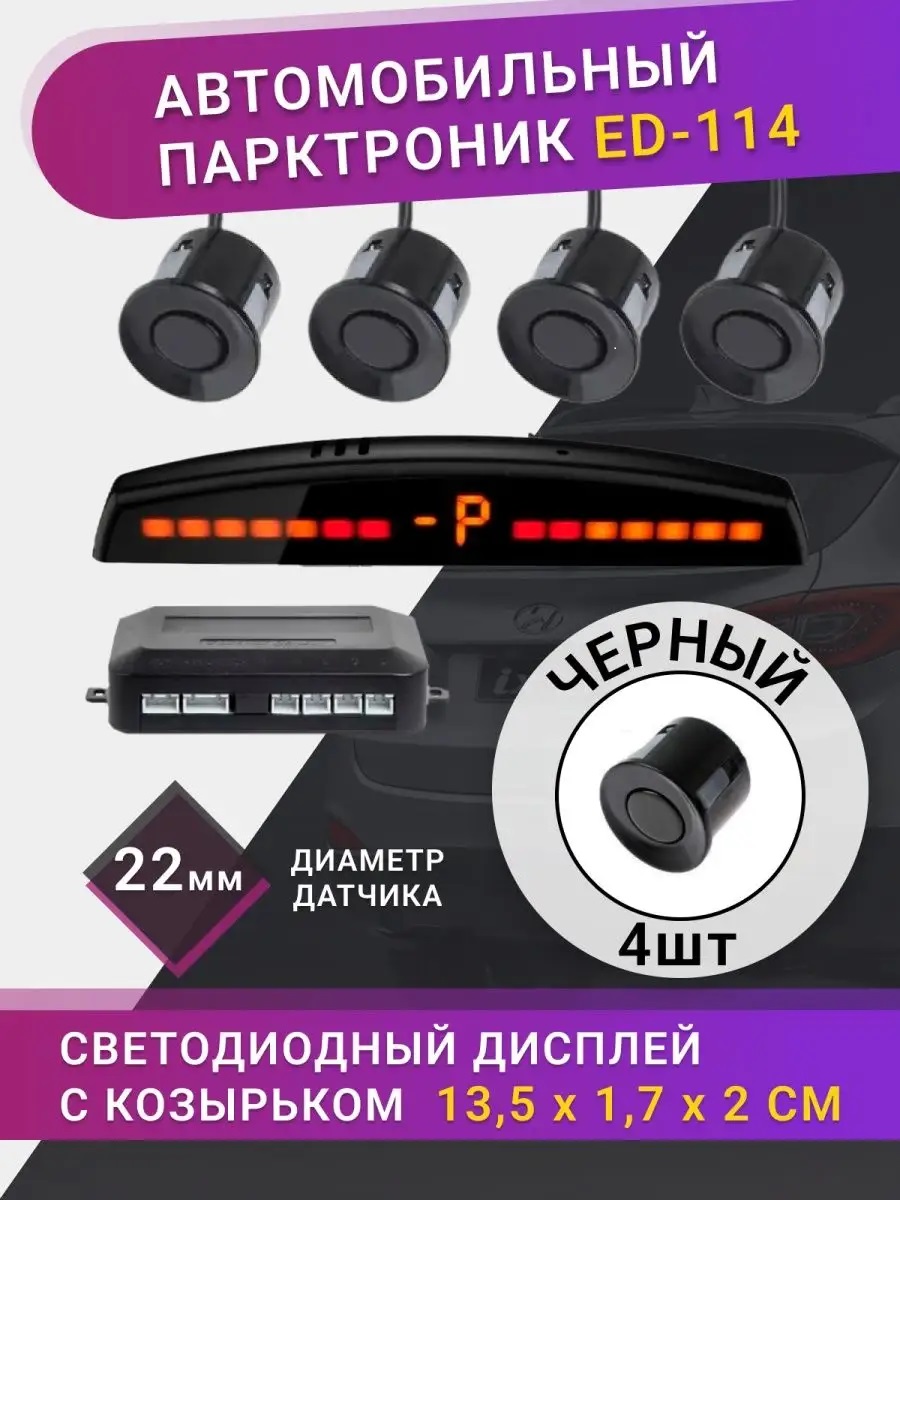 АВТОМОБИЛЬНЫЙ
ПАРКТРОНИК ED-114
-P
ЧЕРНЫЙ
4шт
22мм
ДИАМЕТР
ДАТЧИКА
СВЕТОДИОДНЫЙ ДИСПЛЕЙ
С КОЗЫРЬКОМ 13,5 x 1,7 x 2 СМ